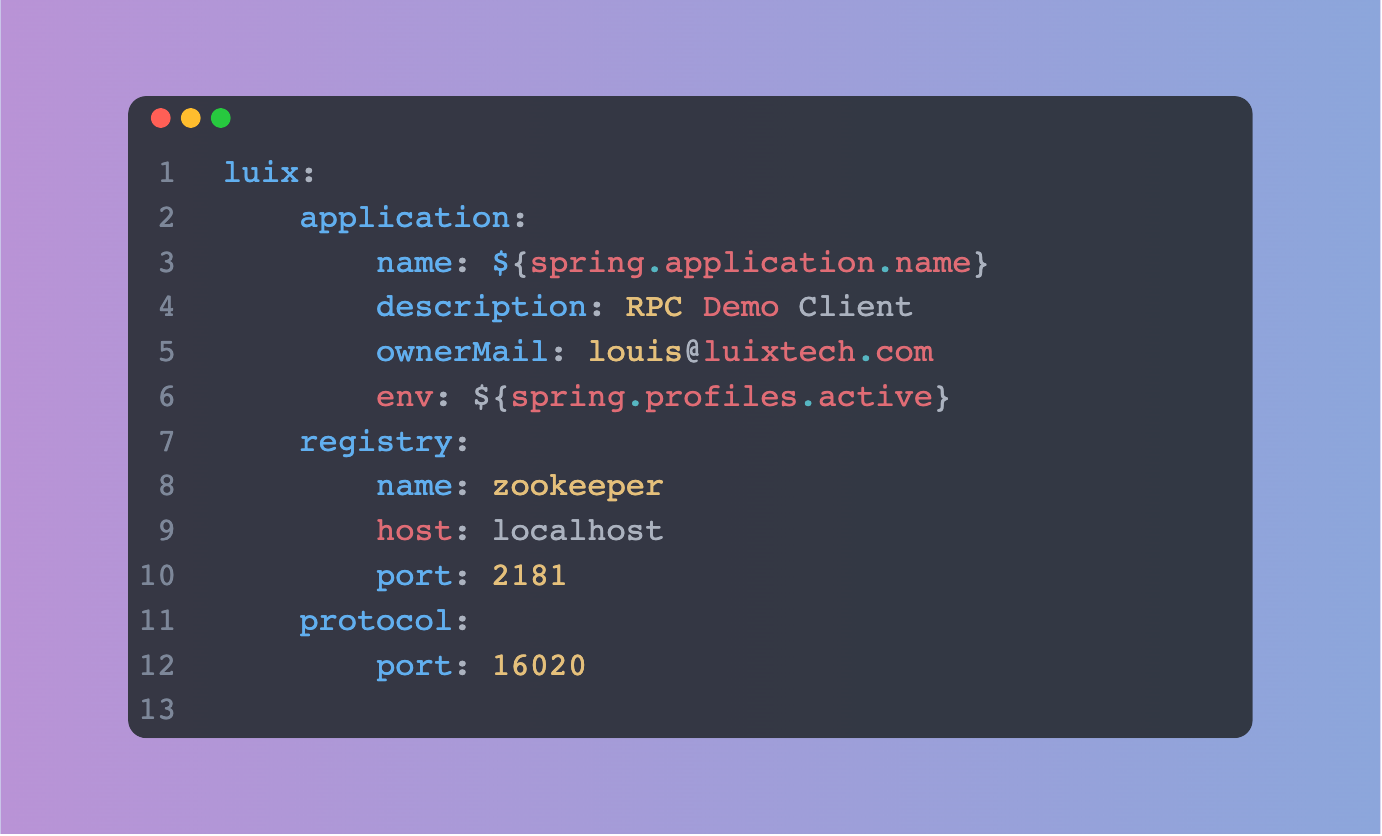 1 luix:
2     application:
3         name: ${spring.application.name}
4         description: RPC Demo Client
5         ownerMail: louis@luixtech.com
6         env: ${spring.profiles.active}
7     registry:
8         name: zookeeper
9         host: localhost
10         port: 2181
11     protocol:
12         port: 16020
13